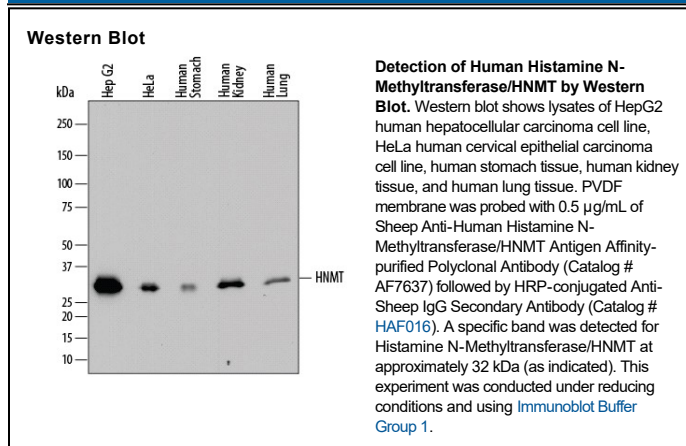 Western Blot
kDa
Hep G2
HeLa
Human
Stomach
Human
Kidney
Human
Lung
250
150
100
75
50
37
25
20
15
10
HNMT
Detection of Human Histamine N-
Methyltransferase/HNMT by Western
Blot. Western blot shows lysates of HepG2
human hepatocellular carcinoma cell line,
HeLa human cervical epithelial carcinoma
cell line, human stomach tissue, human kidney
tissue, and human lung tissue. PVDF
membrane was probed with 0.5 µg/mL of
Sheep Anti-Human Histamine N-
Methyltransferase/HNMT Antigen Affinity-
purified Polyclonal Antibody (Catalog #
AF7637) followed by HRP-conjugated Anti-
Sheep IgG Secondary Antibody (Catalog #
HAF016). A specific band was detected for
Histamine N-Methyltransferase/HNMT at
approximately 32 kDa (as indicated). This
experiment was conducted under reducing
conditions and using Immunoblot Buffer
Group 1.